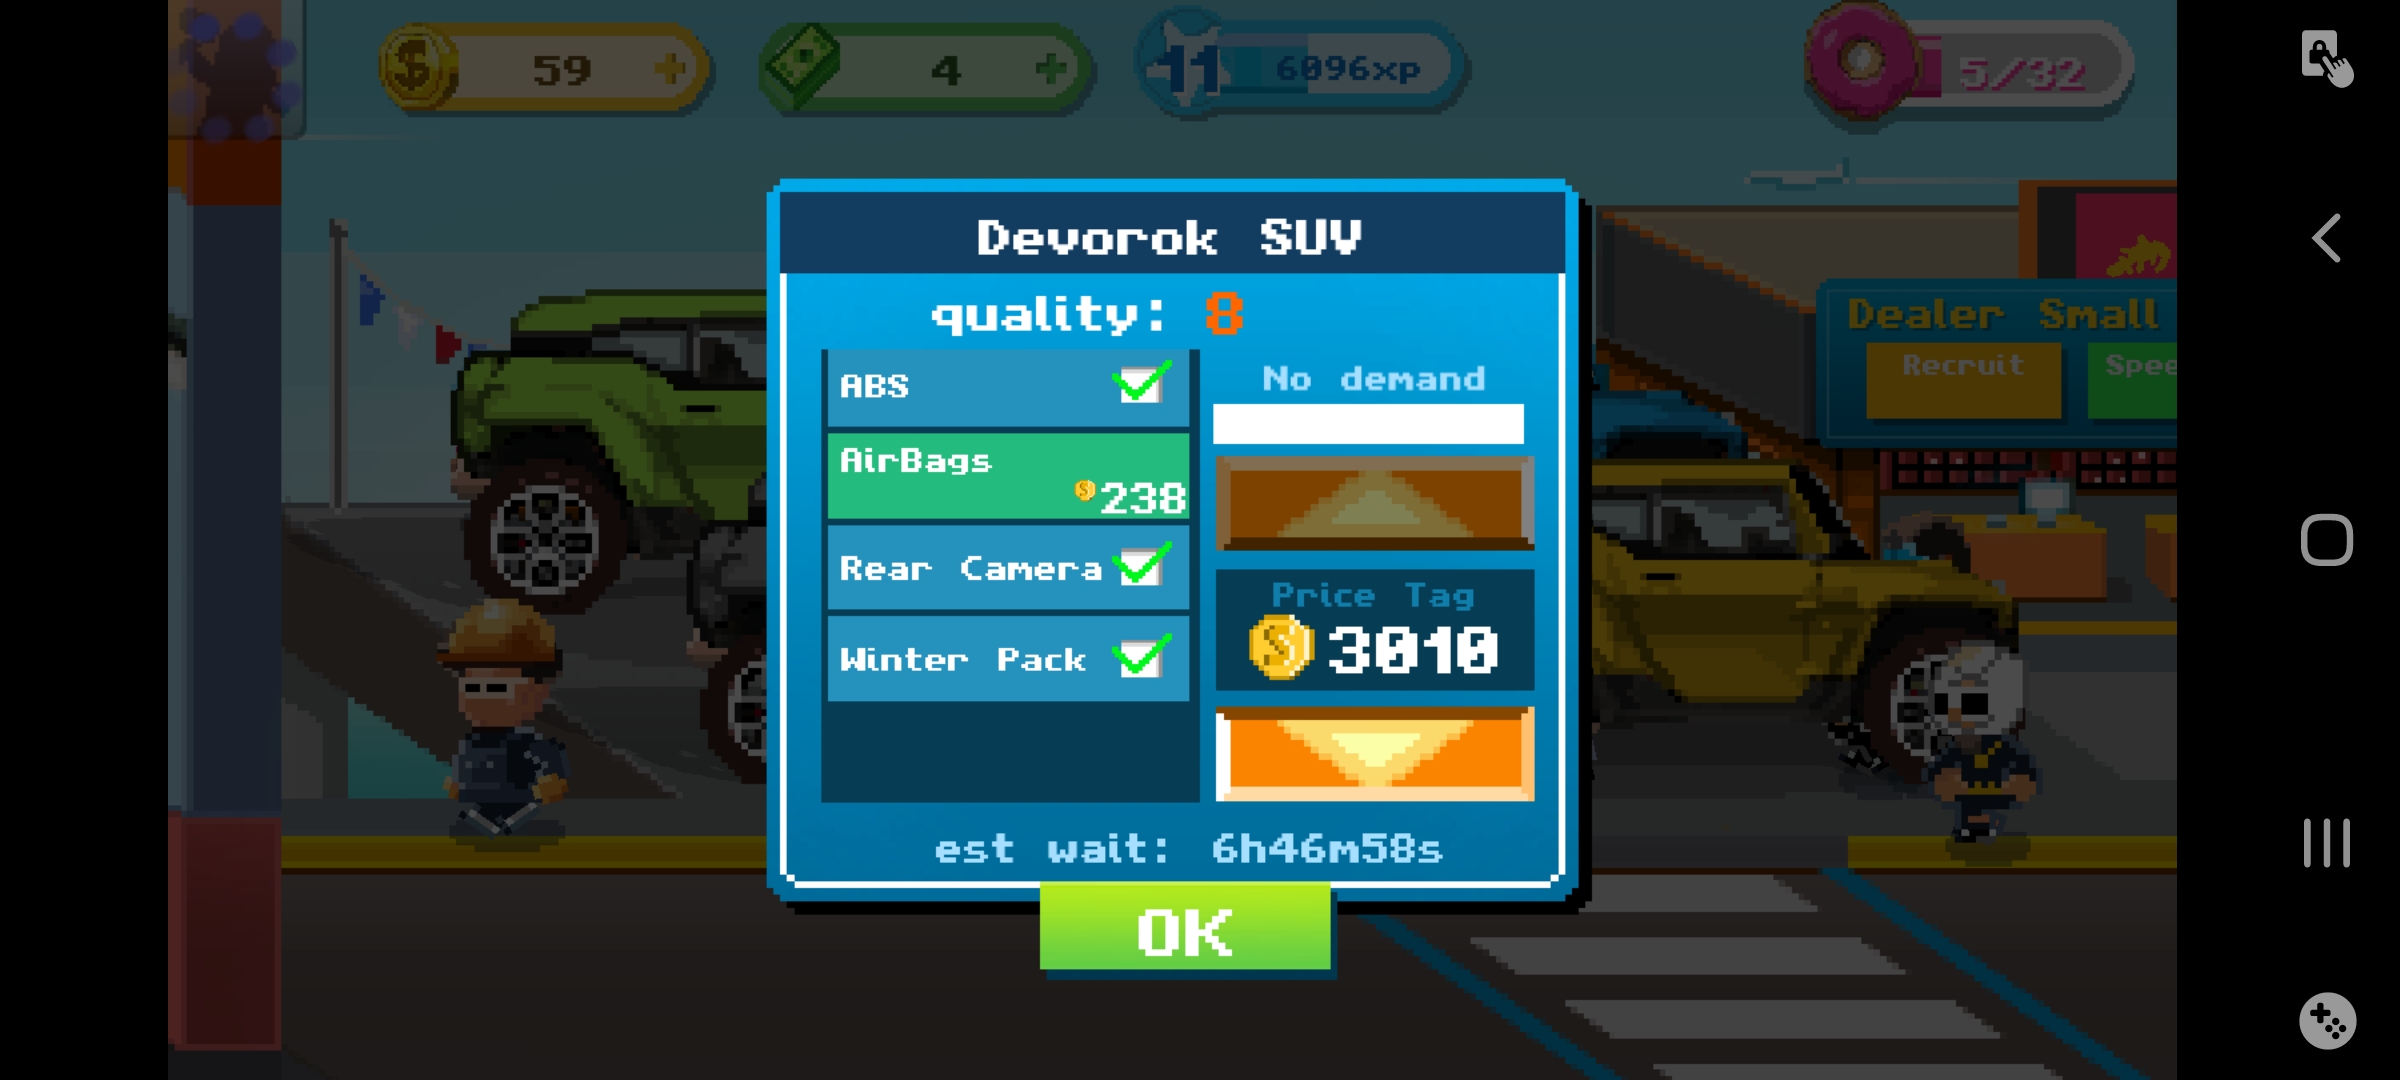 59 +
4 +
11 6096xp
5/32
Devorok SUV
quality: 8
ABS
AirBags
238
Rear Camera
Winter Pack
No demand
Price Tag
3010
est wait: 6h46m58s
OK
Dealer Small
Recruit
Spee